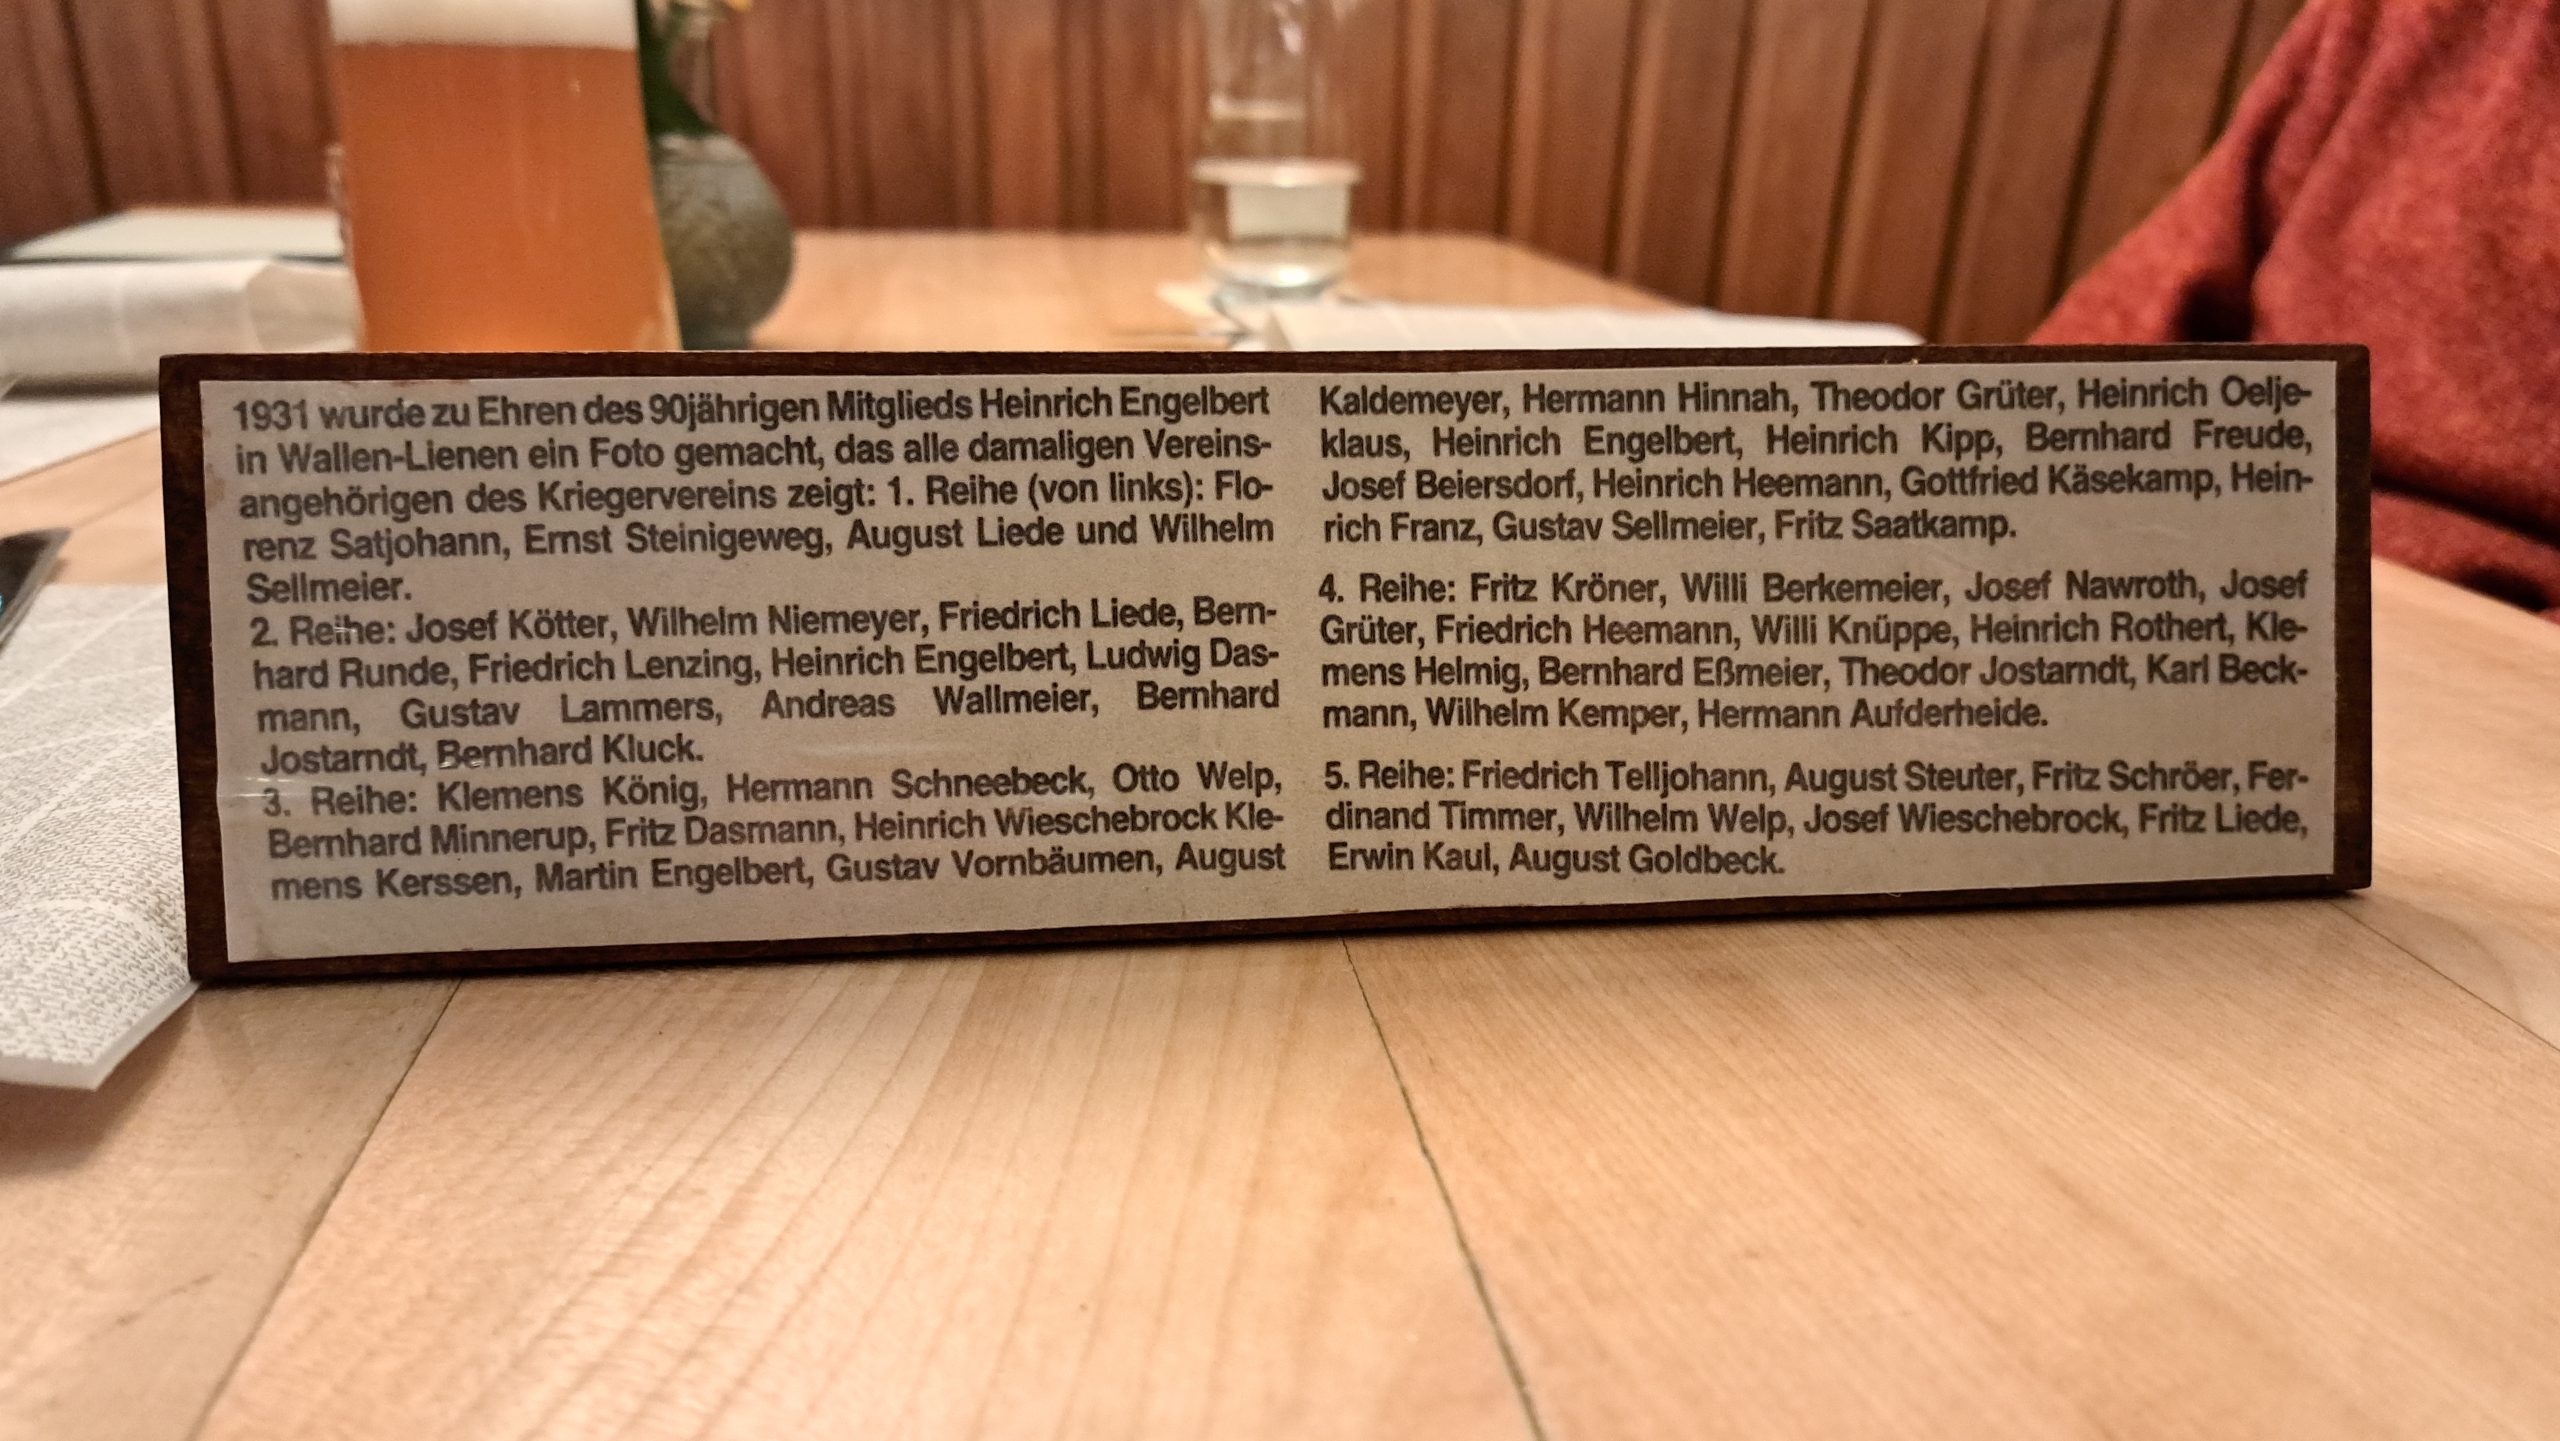 1931 wurde zu Ehren des 90jährigen Mitglieds Heinrich Engelbert
in Wallen-Lienen ein Foto gemacht, das alle damaligen Vereins-
angehörigen des Kriegervereins zeigt: 1. Reihe (von links): Flo-
renz Satjohann, Ernst Steinigeweg, August Liede und Wilhelm
Sellmeier.
2. Reihe: Josef Kötter, Wilhelm Niemeyer, Friedrich Liede, Bern-
hard Runde, Friedrich Lenzing, Heinrich Engelbert, Ludwig Das-
mann, Gustav Lammers, Andreas Wallmeier, Bernhard
Jostarndt, Bernhard Kluck.
3. Reihe: Klemens König, Hermann Schneebeck, Otto Welp,
Bernhard Minnerup, Fritz Dasmann, Heinrich Wieschebrock Kle-
mens Kerssen, Martin Engelbert, Gustav Vornbäumen, August
Kaldemeyer, Hermann Hinnah, Theodor Grüter, Heinrich Oelje-
klaus, Heinrich Engelbert, Heinrich Kipp, Bernhard Freude,
Josef Beiersdorf, Heinrich Heemann, Gottfried Käsekamp, Hein-
rich Franz, Gustav Sellmeier, Fritz Saatkamp.
4. Reihe: Fritz Kröner, Willi Berkemeier, Josef Nawroth, Josef
Grüter, Friedrich Heemann, Willi Knüppe, Heinrich Rothert, Kle-
mens Helmig, Bernhard Eßmeier, Theodor Jostarndt, Karl Beck-
mann, Wilhelm Kemper, Hermann Aufderheide.
5. Reihe: Friedrich Telljohann, August Steuter, Fritz Schröer, Fer-
dinand Timmer, Wilhelm Welp, Josef Wieschebrock, Fritz Liede,
Erwin Kaul, August Goldbeck.